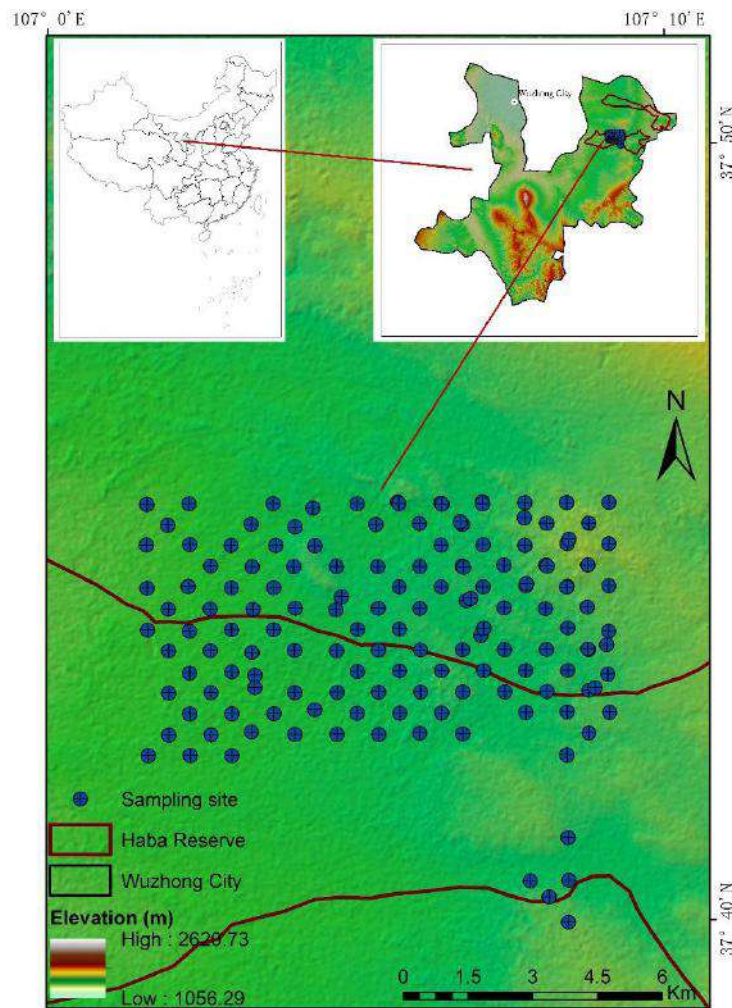 107° 0′E
107° 10′E
Wuzhong City
37° 50′N
N
Sampling site
Haba Reserve
Wuzhong City
Elevation (m)
High : 2620.73
Low : 1056.29
37° 40′N
0 1.5 3 4.5 6
Km